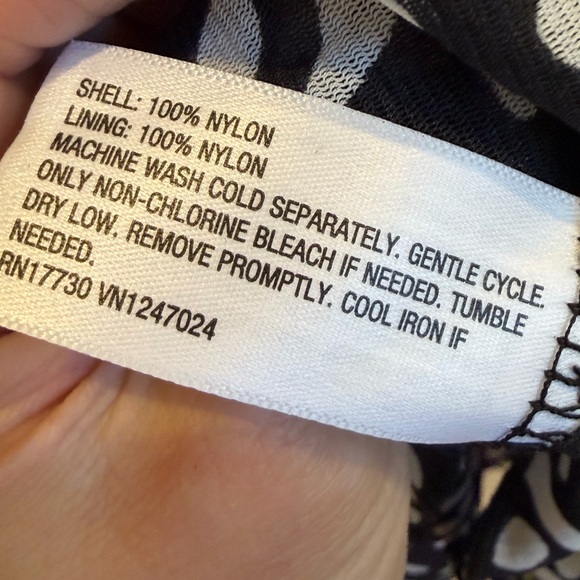 SHELL: 100% NYLON
LINING: 100% NYLON
MACHINE WASH COLD SEPARATELY. GENTLE CYCLE.
ONLY NON-CHLORINE BLEACH IF NEEDED. TUMBLE
DRY LOW. REMOVE PROMPTLY. COOL IRON IF
NEEDED.
RN17730 VN1247024